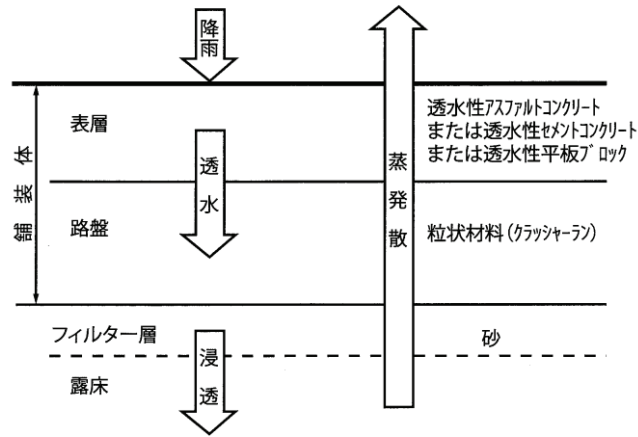 降雨
表層
透水性アスファルトコンクリート
または透水性セメントコンクリート
または透水性平板ブロック
透水
蒸発散
舗装体
路盤
粒状材料(クラッシャーラン)
フィルター層
砂
浸透
露床